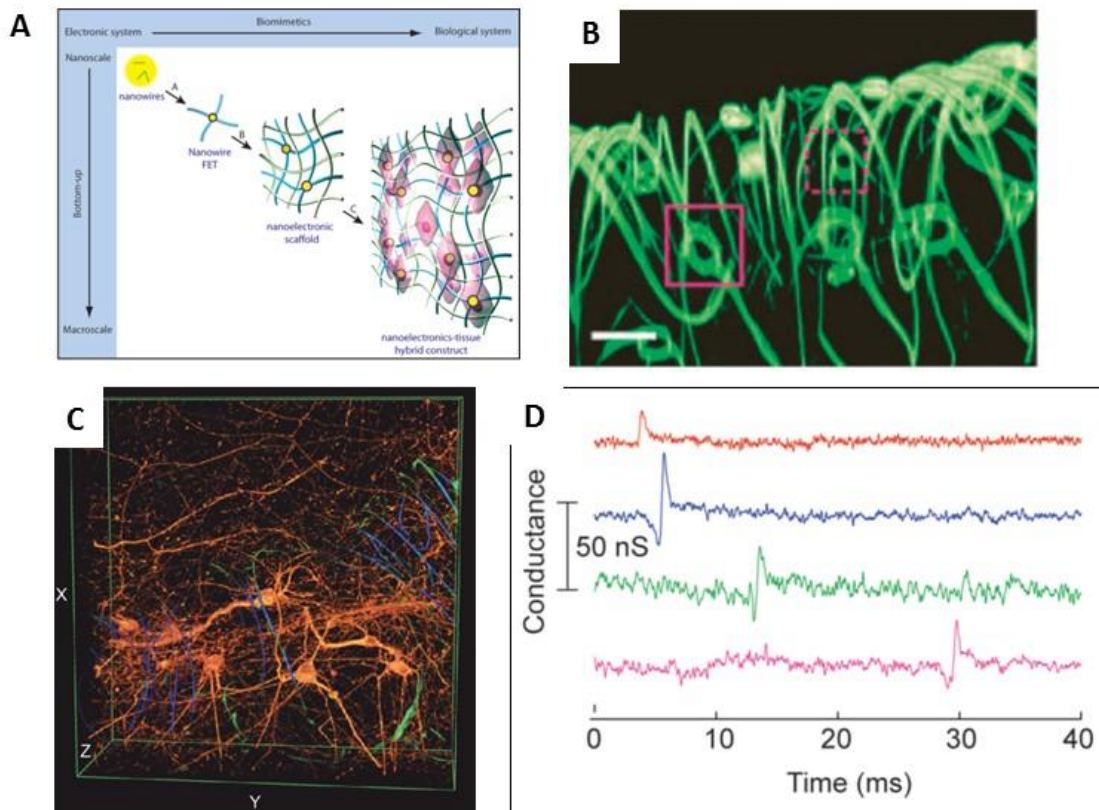 A
Biomimetics
Electronic system
Biological system
Nanoscale
Bottom-up
Macroscale
nanowires
A
Nanowire
FET
B
nanoelectronic
scaffold
C
nanoelectronics-tissue
hybrid construct
B
C
X
Z
Y
D
Conductance
50 nS
0 10 20 30 40
Time (ms)